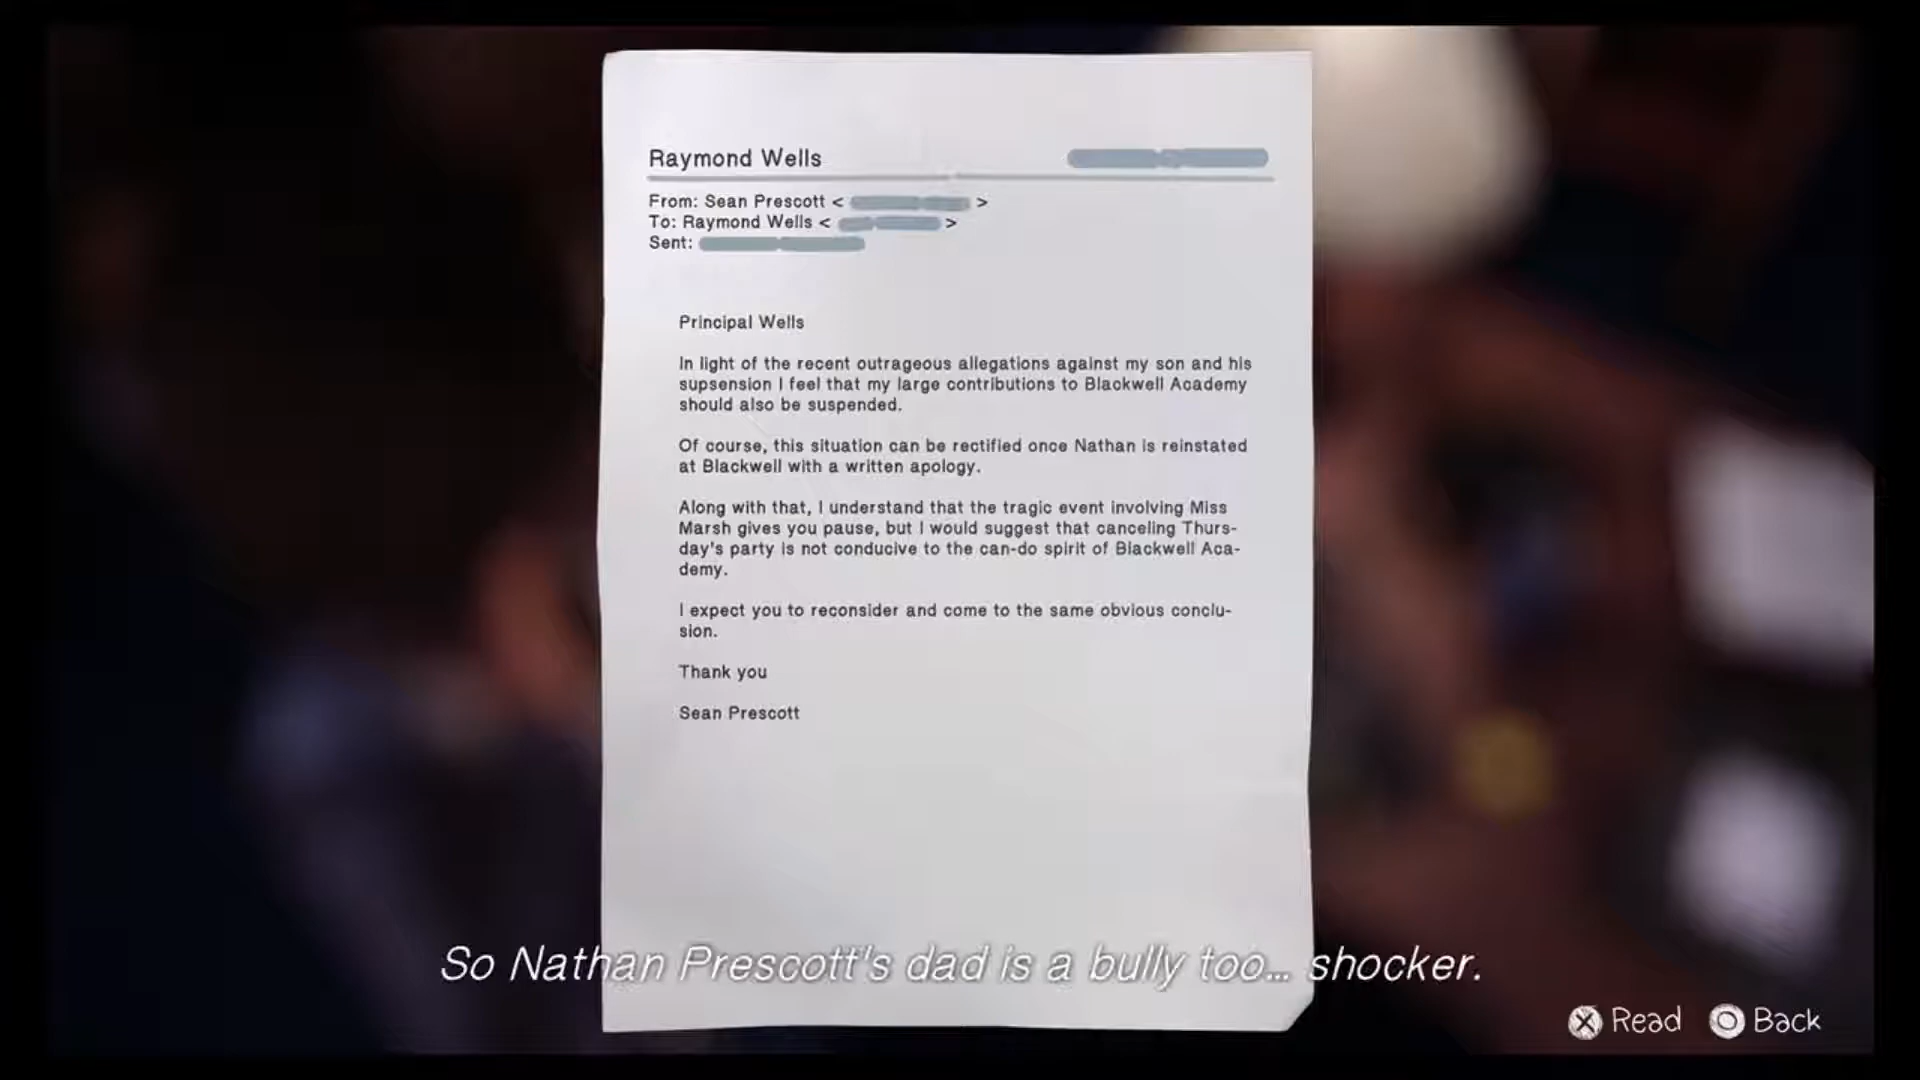 Raymond Wells
From: Sean Prescott < >
To: Raymond Wells < >
Sent:
Principal Wells
In light of the recent outrageous allegations against my son and his
supsension I feel that my large contributions to Blackwell Academy
should also be suspended.
Of course, this situation can be rectified once Nathan is reinstated
at Blackwell with a written apology.
Along with that, I understand that the tragic event involving Miss
Marsh gives you pause, but I would suggest that canceling Thurs-
day's party is not conducive to the can-do spirit of Blackwell Aca-
demy.
I expect you to reconsider and come to the same obvious conclu-
sion.
Thank you
Sean Prescott
So Nathan Prescott's dad is a bully too... shocker.
Read Back